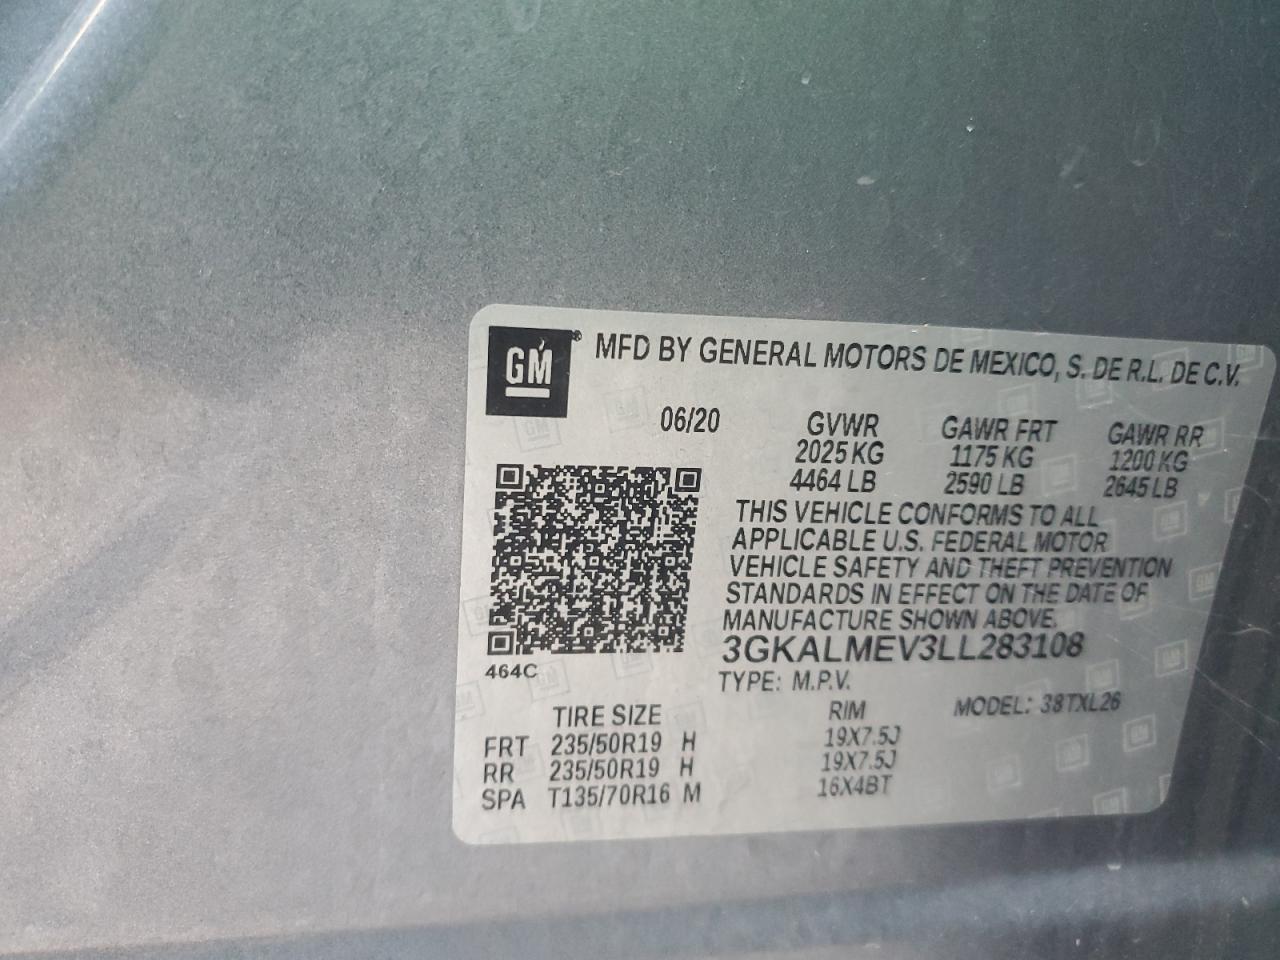 GM® MFD BY GENERAL MOTORS DE MEXICO, S. DE R.L. DE C.V.
06/20 GVWR GAWR FRT GAWR RR
2025 KG 1175 KG 1200 KG
4464 LB 2590 LB 2645 LB
THIS VEHICLE CONFORMS TO ALL
APPLICABLE U.S. FEDERAL MOTOR
VEHICLE SAFETY AND THEFT PREVENTION
STANDARDS IN EFFECT ON THE DATE OF
MANUFACTURE SHOWN ABOVE.
3GKALMEV3LL283108
464C
TYPE: M.P.V.
MODEL: 38TXL26
TIRE SIZE RIM
FRT 235/50R19 H 19X7.5J
RR 235/50R19 H 19X7.5J
SPA T135/70R16 M 16X4BT